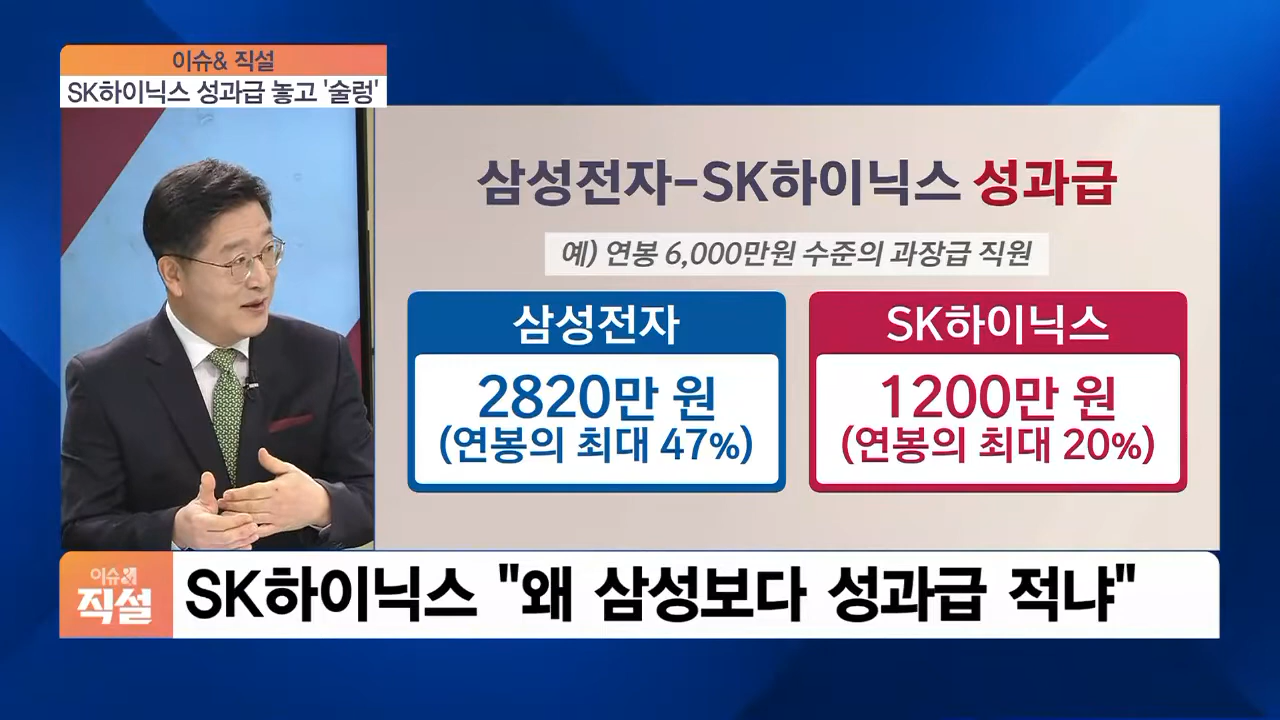 이슈& 직설
SK하이닉스 성과급 놓고 '술렁'
삼성전자-SK하이닉스 성과급
예) 연봉 6,000만원 수준의 과장급 직원
삼성전자
2820만 원
(연봉의 최대 47%)
SK하이닉스
1200만 원
(연봉의 최대 20%)
이슈&
직설
SK하이닉스 "왜 삼성보다 성과급 적냐"